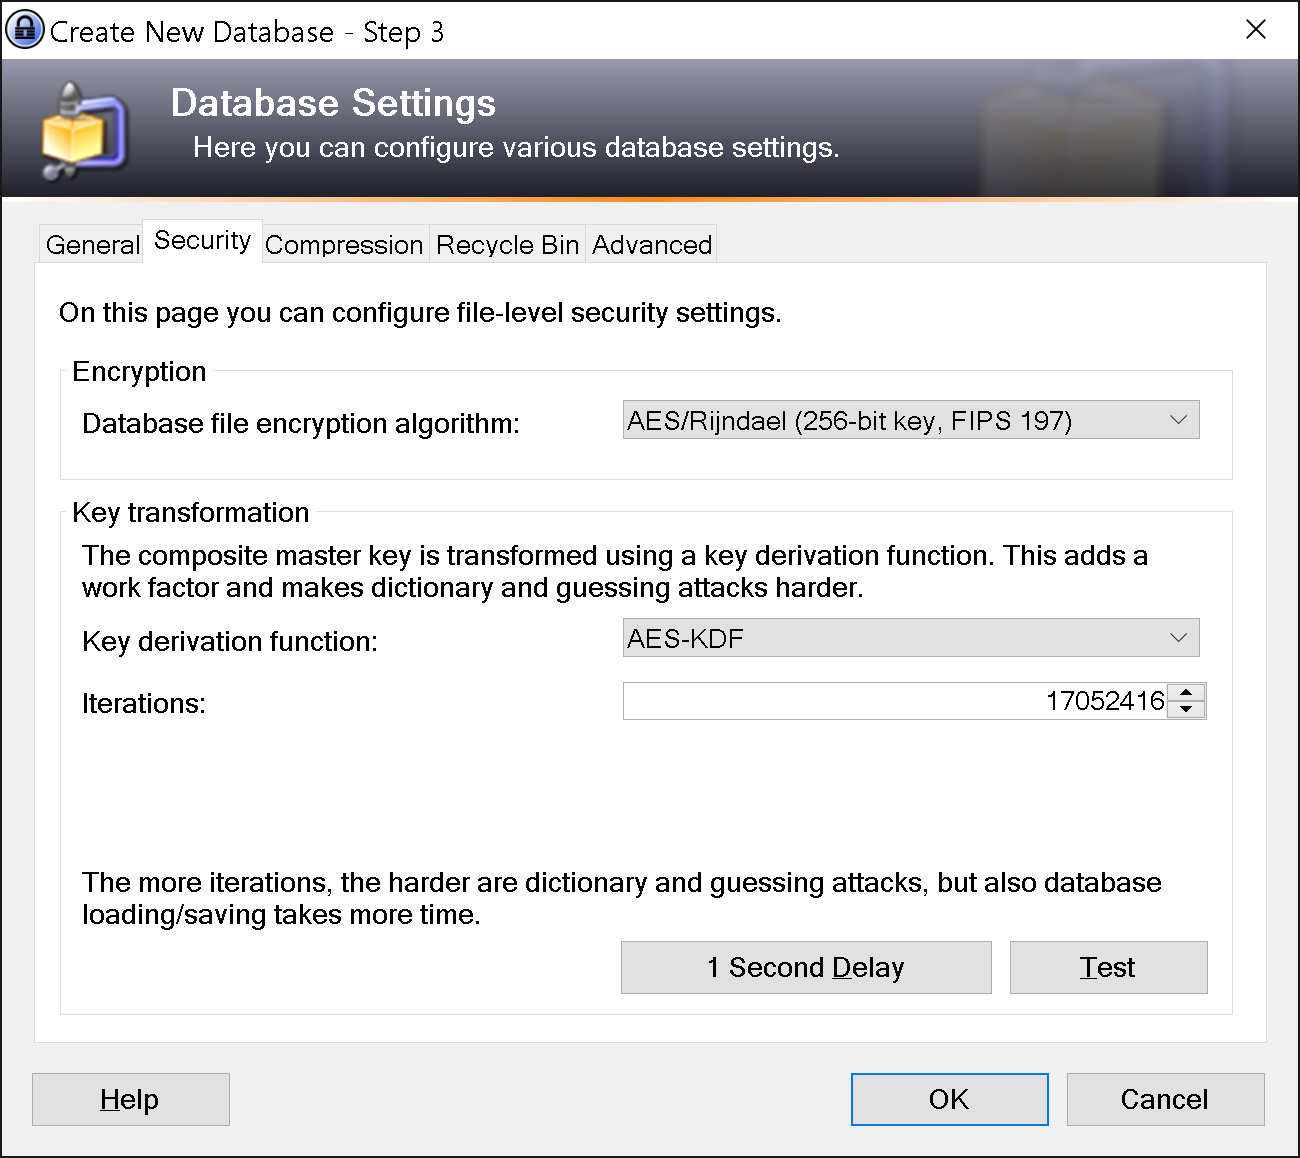 Create New Database - Step 3
Database Settings
Here you can configure various database settings.
General Security Compression Recycle Bin Advanced
On this page you can configure file-level security settings.
Encryption
Database file encryption algorithm: AES/Rijndael (256-bit key, FIPS 197)
Key transformation
The composite master key is transformed using a key derivation function. This adds a
work factor and makes dictionary and guessing attacks harder.
Key derivation function: AES-KDF
Iterations: 17052416
The more iterations, the harder are dictionary and guessing attacks, but also database
loading/saving takes more time.
1 Second Delay Test
Help OK Cancel